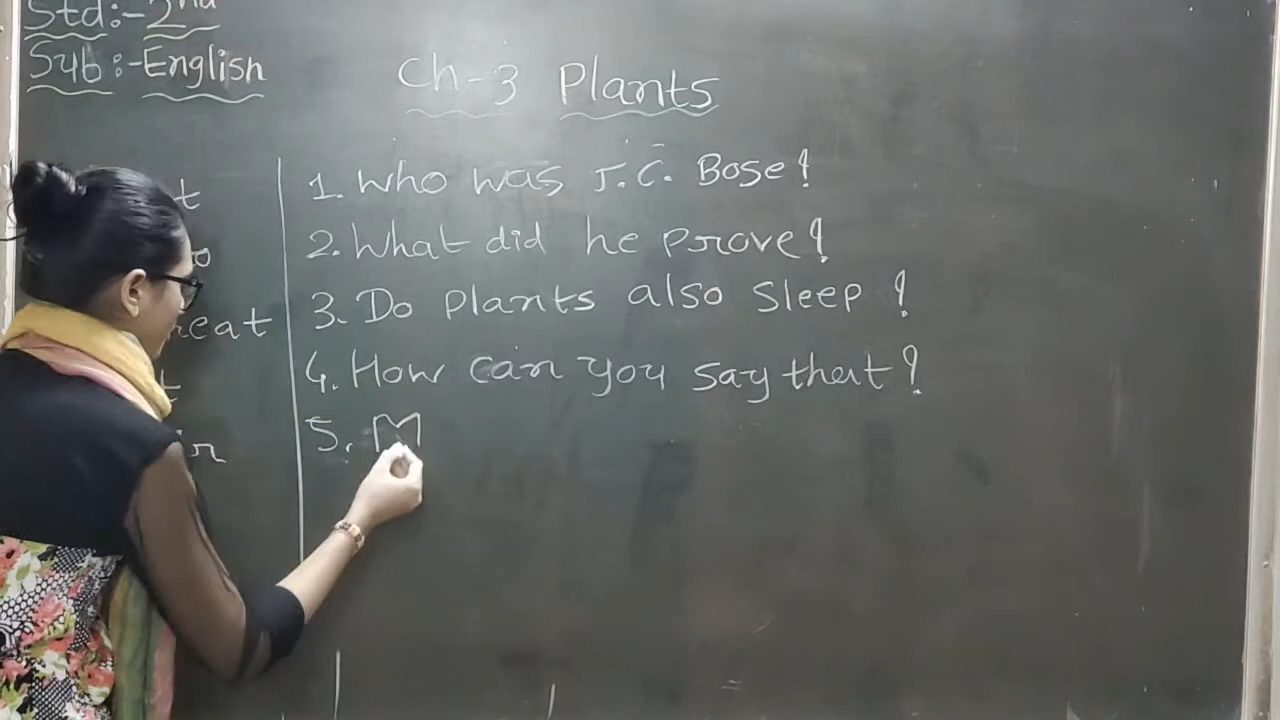 Std:-2nd
Sub:-English
Ch-3 Plants
1. Who was J.C. Bose?
2. What did he prove?
3. Do plants also sleep?
4. How can you say that?
5. M